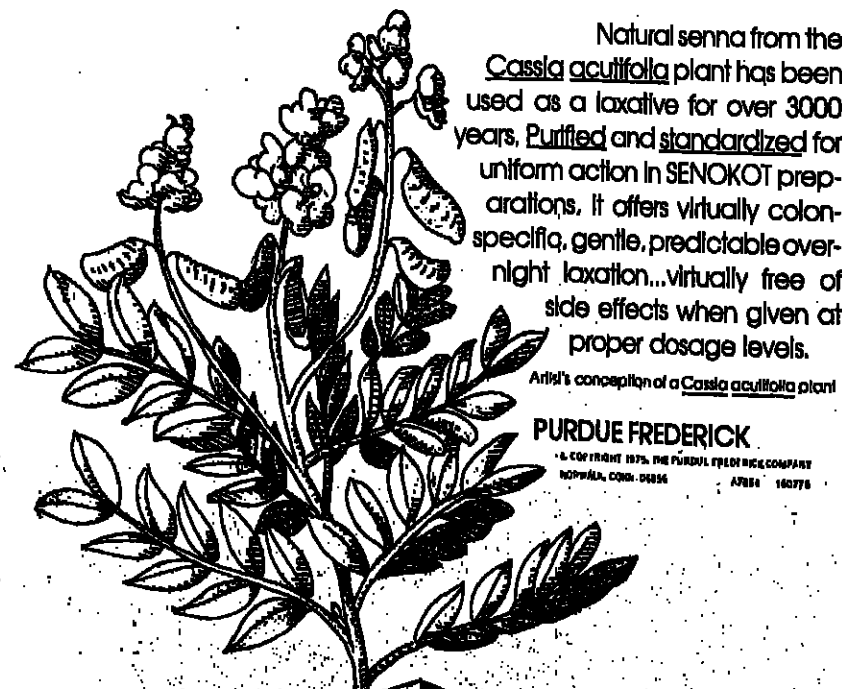 Natural senna from the
Cassia acutifolia plant has been
used as a laxative for over 3000
years. Purified and standardized for
uniform action in SENOKOT prep-
arations, it offers virtually colon-
specific, gentle, predictable over-
night laxation...virtually free of
side effects when given at
proper dosage levels.
Artist's conception of a Cassia acutifolia plant
PURDUE FREDERICK
COPYRIGHT 1975, THE PURDUE FREDERICK COMPANY
NORWALK, CONN. 06856